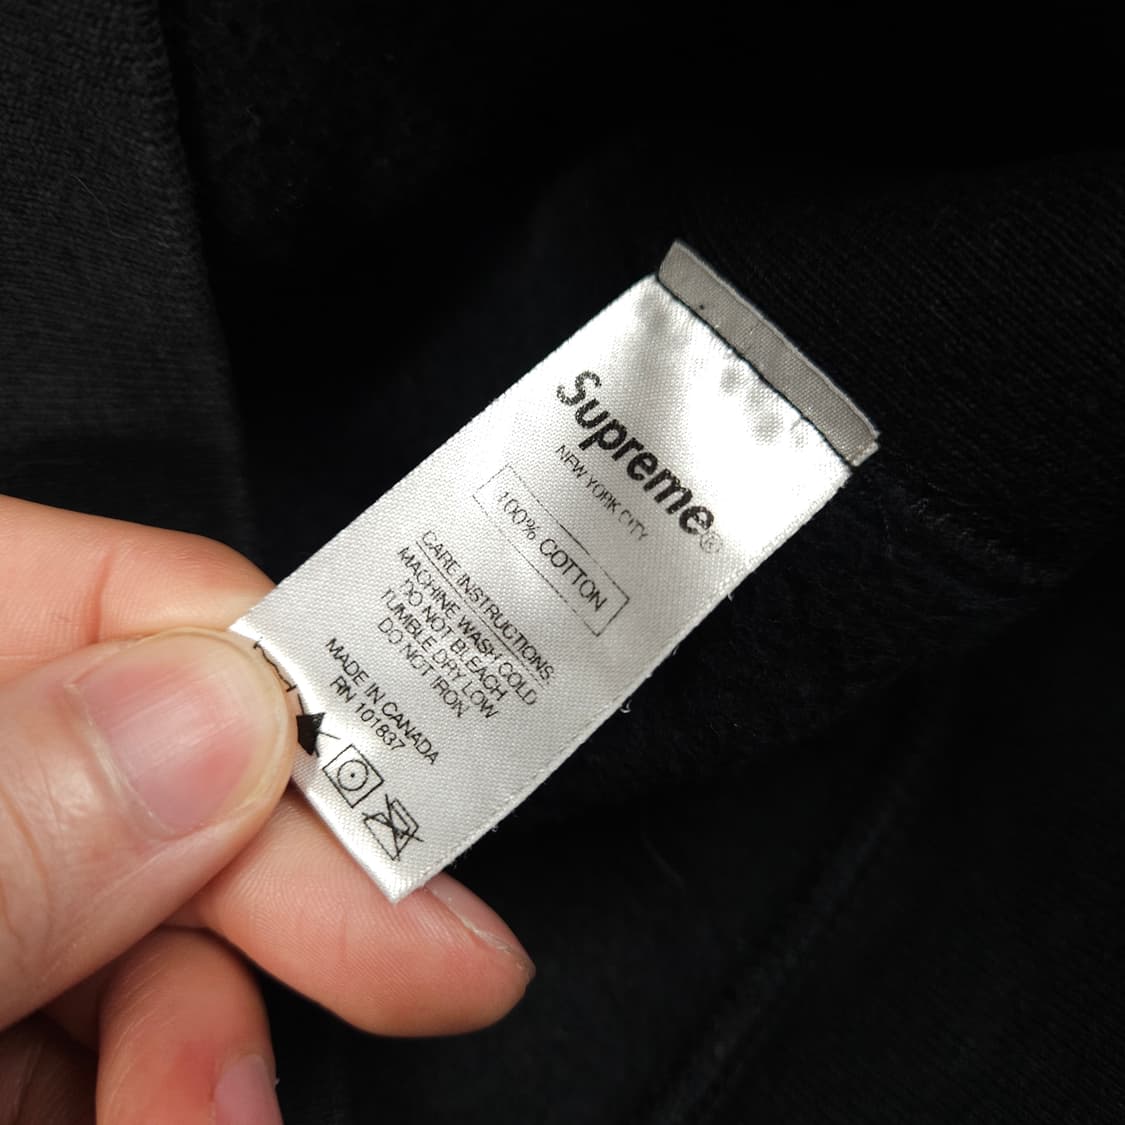 Supreme®
NEW YORK CITY
100% COTTON
CARE INSTRUCTIONS.
MACHINE WASH COLD
DO NOT BLEACH
TUMBLE DRY LOW
DO NOT IRON
MADE IN CANADA
RN 101837